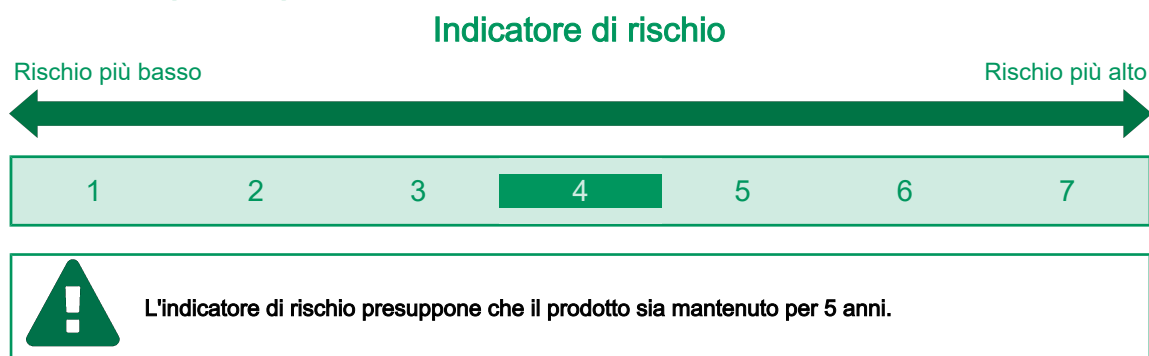 Indicatore di rischio
Rischio più basso Rischio più alto
1 2 3 4 5 6 7
L'indicatore di rischio presuppone che il prodotto sia mantenuto per 5 anni.